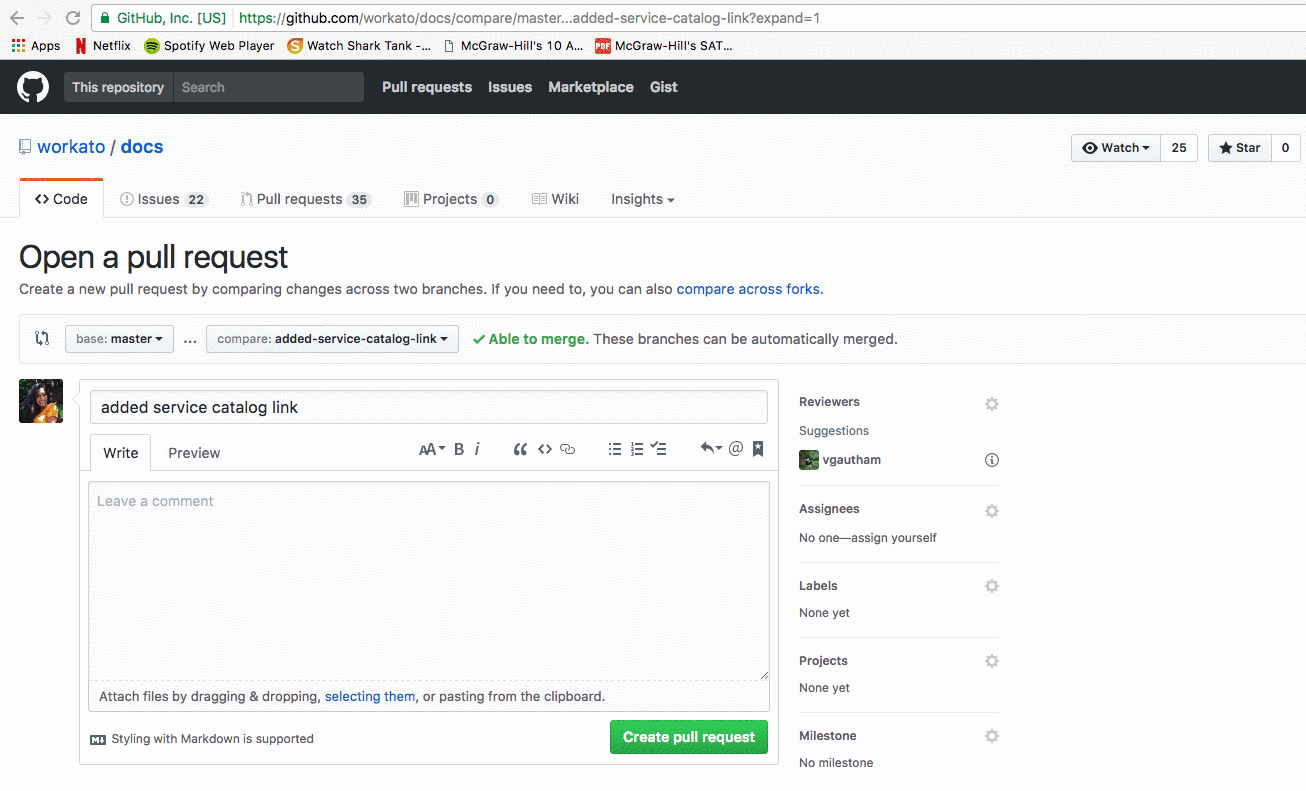 GitHub, Inc. [US] https://github.com/workato/docs/compare/master...added-service-catalog-link?expand=1
Apps Netflix Spotify Web Player Watch Shark Tank -... McGraw-Hill's 10 A... PDF McGraw-Hill's SAT...
This repository Search Pull requests Issues Marketplace Gist
workato / docs Watch 25 Star 0
Code Issues 22 Pull requests 35 Projects 0 Wiki Insights
Open a pull request
Create a new pull request by comparing changes across two branches. If you need to, you can also compare across forks.
base: master ... compare: added-service-catalog-link Able to merge. These branches can be automatically merged.
added service catalog link
Write Preview AA B i
Leave a comment
Attach files by dragging & dropping, selecting them, or pasting from the clipboard.
Styling with Markdown is supported Create pull request
Reviewers
Suggestions
vgautham
Assignees
No one—assign yourself
Labels
None yet
Projects
None yet
Milestone
No milestone